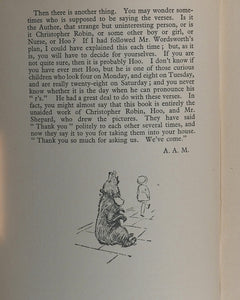 Then there is another thing. You may wonder some-
times who is supposed to be saying the verses. Is it
the Author, that strange but uninteresting person, or is
it Christopher Robin, or some other boy or girl, or
Nurse, or Hoo? If I had followed Mr. Wordsworth's
plan, I could have explained this each time; but, as it
is, you will have to decide for yourselves. If you are
not quite sure, then it is probably Hoo. I don't know if
you have ever met Hoo, but he is one of those curious
children who look four on Monday, and eight on Tuesday,
and are really twenty-eight on Saturday; and you never
know whether it is the day when he can pronounce his
"r's." He had a great deal to do with these verses. In
fact, you might almost say that this book is entirely the
unaided work of Christopher Robin, Hoo, and Mr.
Shepard, who drew the pictures. They have said
"Thank you" politely to each other several times, and
now they say it to you for taking them into your house.
"Thank you so much for asking us. We've come."
A. A. M.